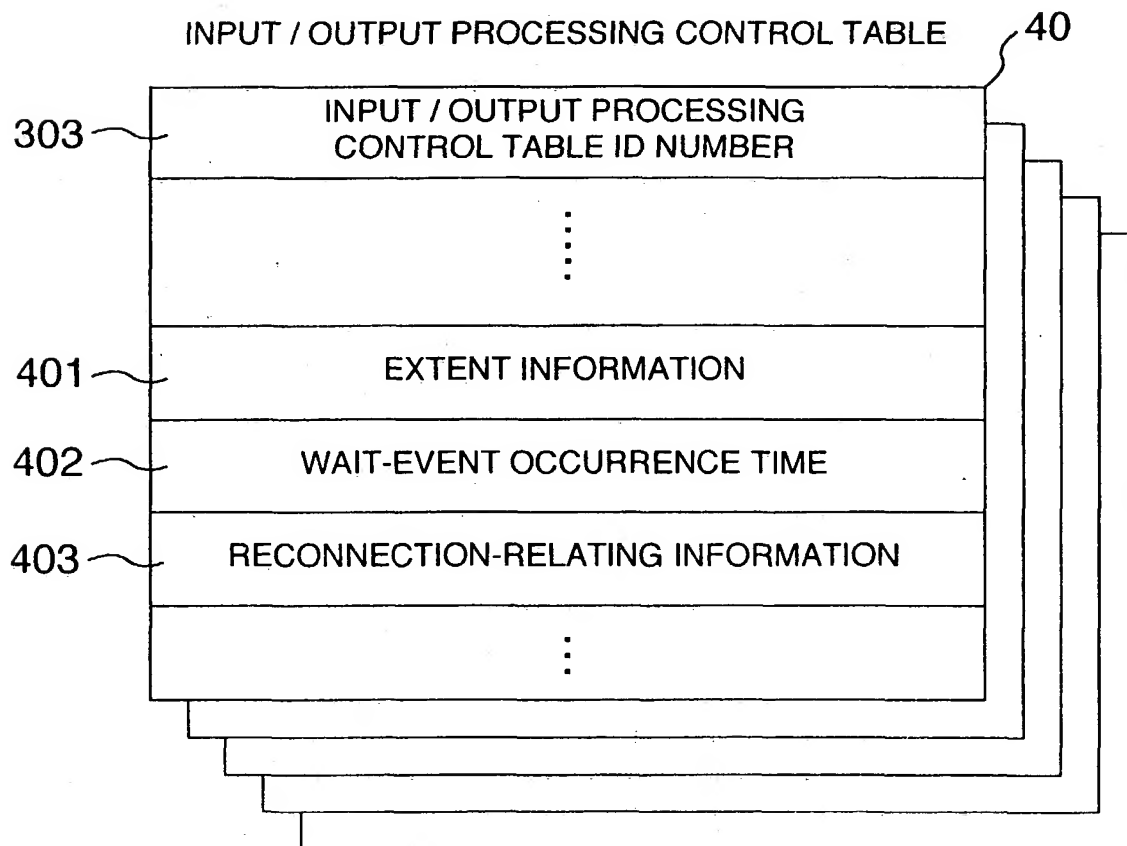 INPUT / OUTPUT PROCESSING CONTROL TABLE
40
303
INPUT / OUTPUT PROCESSING
CONTROL TABLE ID NUMBER
401
EXTENT INFORMATION
402
WAIT-EVENT OCCURRENCE TIME
403
RECONNECTION-RELATING INFORMATION